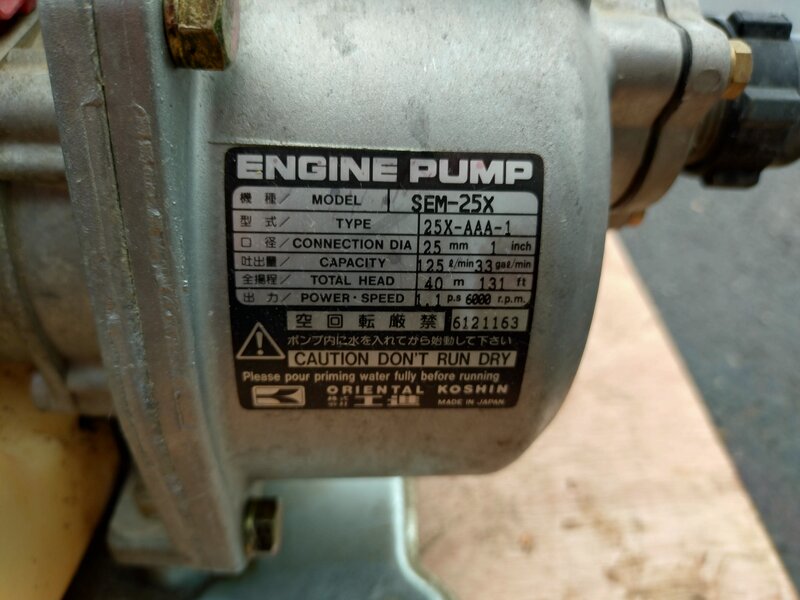 ENGINE PUMP
機種/ MODEL SEM-25X
型式/ TYPE 25X-AAA-1
口径/ CONNECTION DIA 25 mm 1 inch
吐出量/ CAPACITY 125 ℓ/min 33 gaℓ/min
全揚程/ TOTAL HEAD 40 m 131 ft
出力/ POWER·SPEED 1.1 p.s 6000 r.p.m.
空回転厳禁 6121163
ポンプ内に水を入れてから始動して下さい
CAUTION DON'T RUN DRY
Please pour priming water fully before running
ORIENTAL KOSHIN
株式会社 工進 MADE IN JAPAN